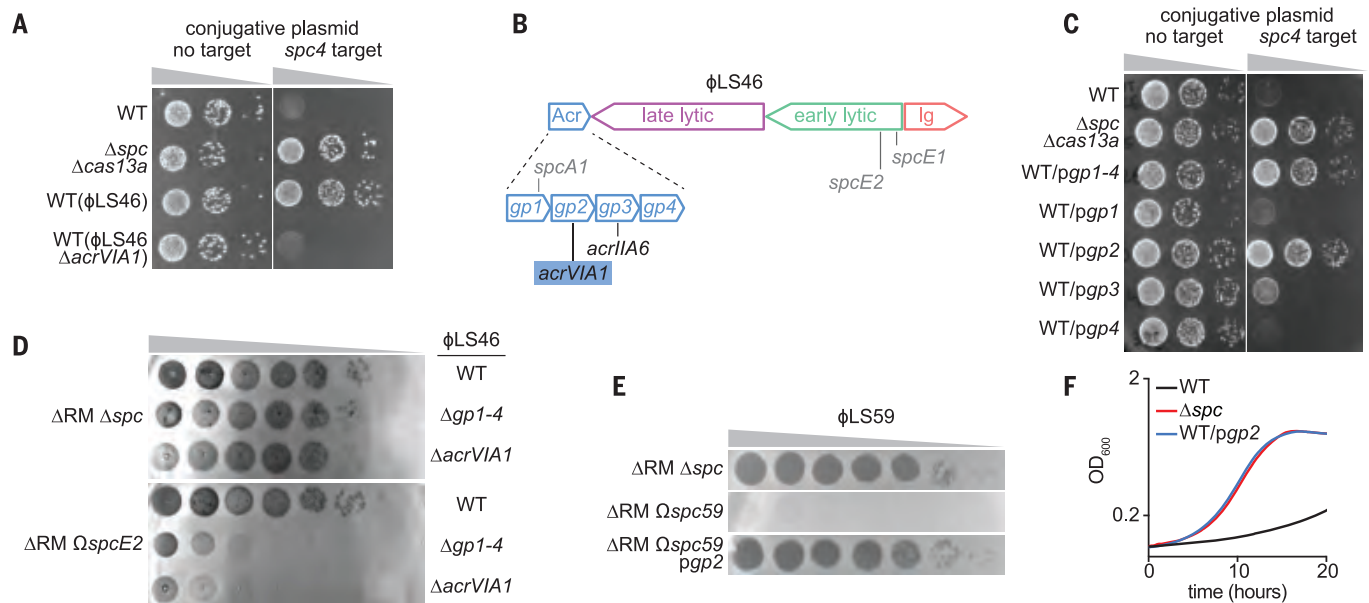 A
conjugative plasmid
no target spc4 target
WT
Δspc
Δcas13a
WT(ϕLS46)
WT(ϕLS46
ΔacrVIA1)
B
ϕLS46
Acr late lytic early lytic Ig
spcA1
spcE1
spcE2
gp1 gp2 gp3 gp4
acrIIA6
acrVIA1
C
conjugative plasmid
no target spc4 target
WT
Δspc
Δcas13a
WT/pgp1-4
WT/pgp1
WT/pgp2
WT/pgp3
WT/pgp4
D
ϕLS46
ΔRM Δspc
WT
Δgp1-4
ΔacrVIA1
ΔRM ΩspcE2
WT
Δgp1-4
ΔacrVIA1
E
ϕLS59
ΔRM Δspc
ΔRM Ωspc59
ΔRM Ωspc59
pgp2
F
2
WT
Δspc
WT/pgp2
OD600
0.2
0 10 20
time (hours)